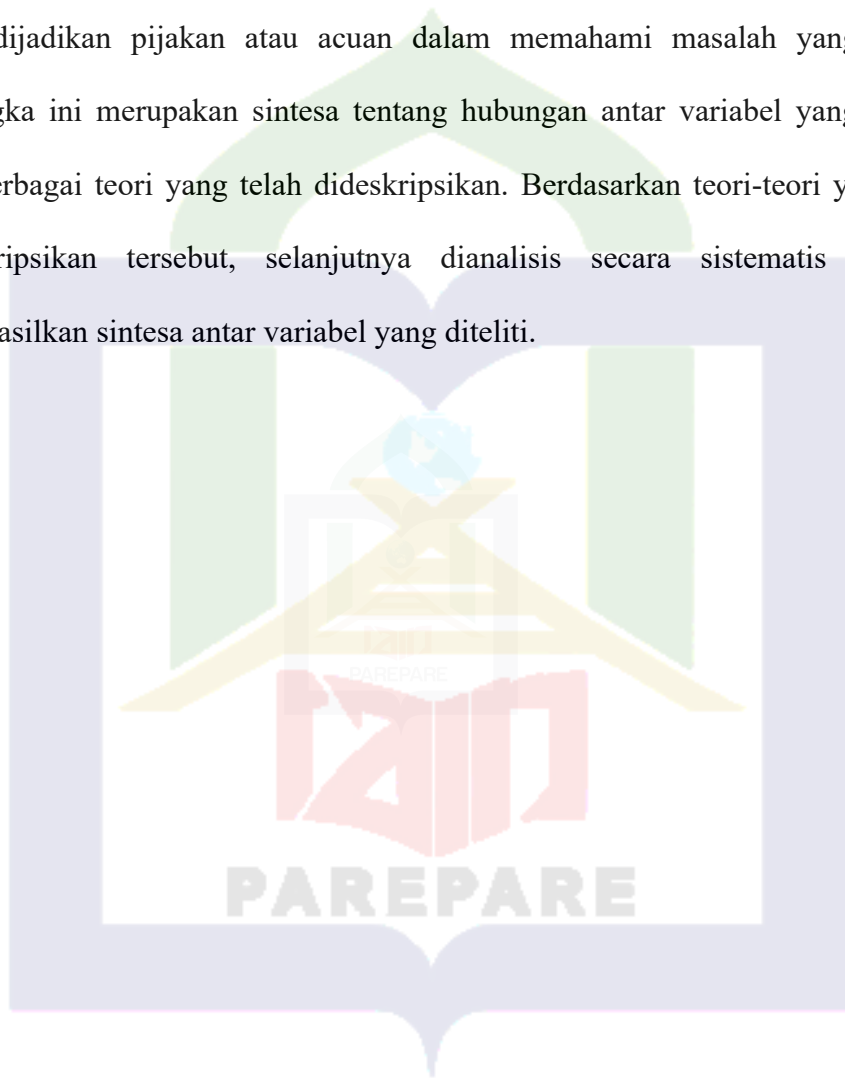 dijadikan pijakan atau acuan dalam memahami masalah yang
gka ini merupakan sintesa tentang hubungan antar variabel yang
erbagai teori yang telah dideskripsikan. Berdasarkan teori-teori y
ripsikan tersebut, selanjutnya dianalisis secara sistematis
asilkan sintesa antar variabel yang diteliti.
iain
PAREPARE
iain
PAREPARE